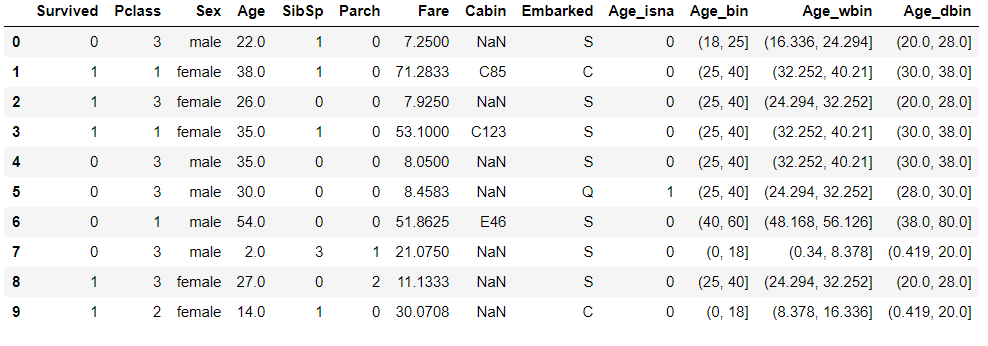 Survived Pclass Sex Age SibSp Parch Fare Cabin Embarked Age_isna Age_bin Age_wbin Age_dbin
0 0 3 male 22.0 1 0 7.2500 NaN S 0 (18, 25] (16.336, 24.294] (20.0, 28.0]
1 1 1 female 38.0 1 0 71.2833 C85 C 0 (25, 40] (32.252, 40.21] (30.0, 38.0]
2 1 3 female 26.0 0 0 7.9250 NaN S 0 (25, 40] (24.294, 32.252] (20.0, 28.0]
3 1 1 female 35.0 1 0 53.1000 C123 S 0 (25, 40] (32.252, 40.21] (30.0, 38.0]
4 0 3 male 35.0 0 0 8.0500 NaN S 0 (25, 40] (32.252, 40.21] (30.0, 38.0]
5 0 3 male 30.0 0 0 8.4583 NaN Q 1 (25, 40] (24.294, 32.252] (28.0, 30.0]
6 0 1 male 54.0 0 0 51.8625 E46 S 0 (40, 60] (48.168, 56.126] (38.0, 80.0]
7 0 3 male 2.0 3 1 21.0750 NaN S 0 (0, 18] (0.34, 8.378] (0.419, 20.0]
8 1 3 female 27.0 0 2 11.1333 NaN S 0 (25, 40] (24.294, 32.252] (20.0, 28.0]
9 1 2 female 14.0 1 0 30.0708 NaN C 0 (0, 18] (8.378, 16.336] (0.419, 20.0]